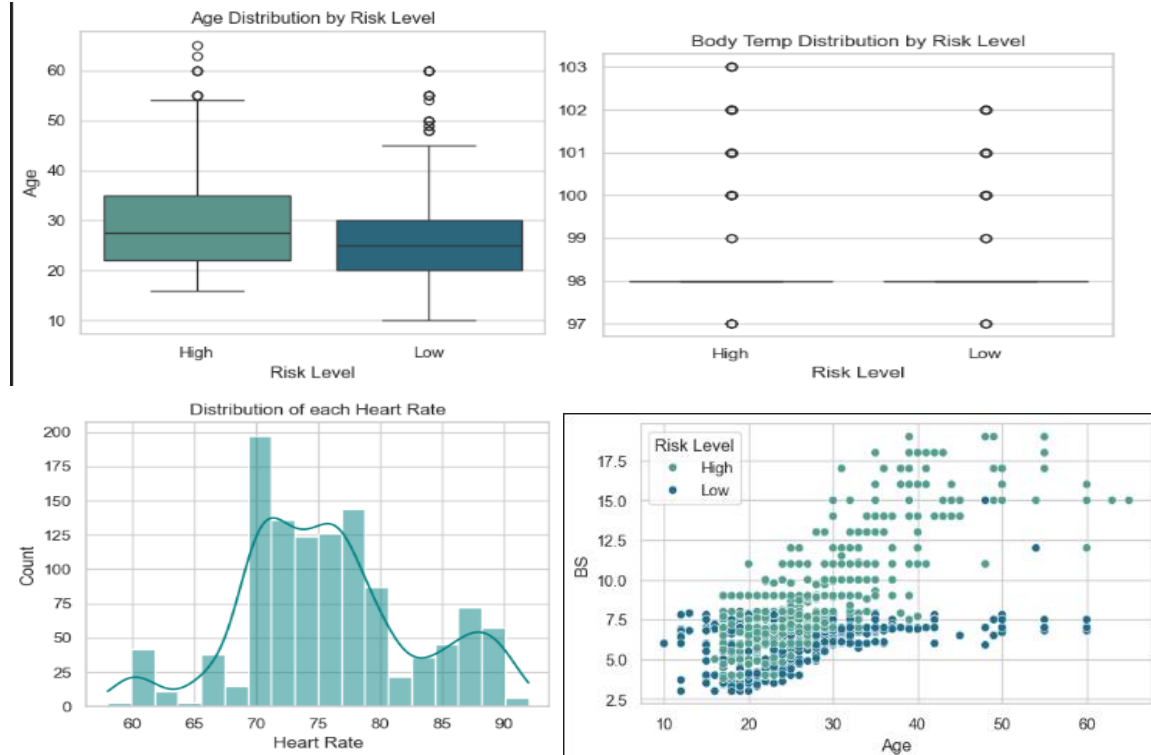 Age Distribution by Risk Level
60
50
40
30
20
10
Age
High
Low
Risk Level
Body Temp Distribution by Risk Level
103
102
101
100
99
98
97
High
Low
Risk Level
Distribution of each Heart Rate
200
175
150
125
100
75
50
25
0
Count
60
65
70
75
80
85
90
Heart Rate
Risk Level
High
Low
17.5
15.0
12.5
10.0
7.5
5.0
2.5
BS
10
20
30
40
50
60
Age